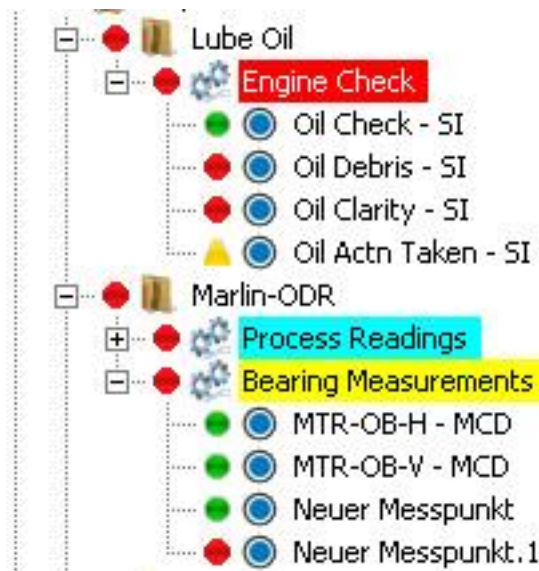 Lube Oil
Engine Check
Oil Check - SI
Oil Debris - SI
Oil Clarity - SI
Oil Actn Taken - SI
Marlin-ODR
Process Readings
Bearing Measurements
MTR-OB-H - MCD
MTR-OB-V - MCD
Neuer Messpunkt
Neuer Messpunkt.1